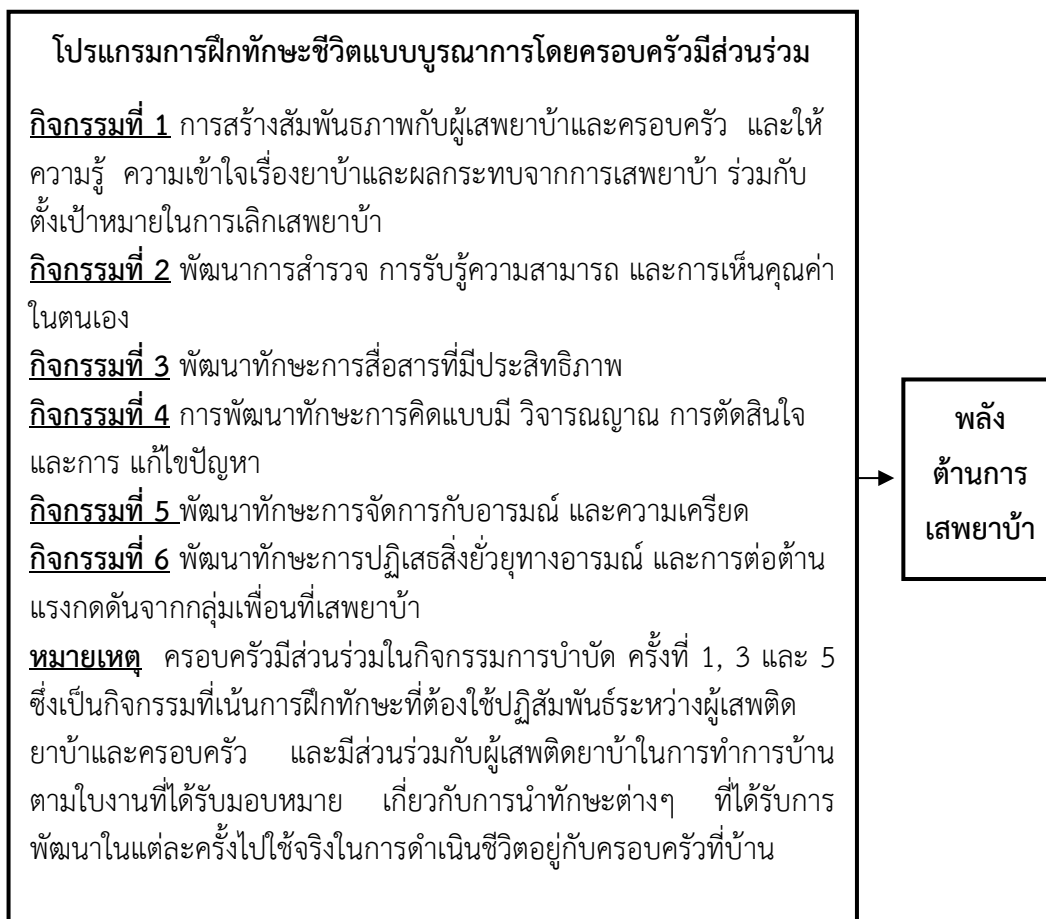 โปรแกรมการฝึกทักษะชีวิตแบบบูรณาการโดยครอบครัวมีส่วนร่วม
กิจกรรมที่ 1 การสร้างสัมพันธภาพกับผู้เสพยาบ้าและครอบครัว และให้
ความรู้ ความเข้าใจเรื่องยาบ้าและผลกระทบจากการเสพยาบ้า ร่วมกับ
ตั้งเป้าหมายในการเลิกเสพยาบ้า
กิจกรรมที่ 2 พัฒนาการสำรวจ การรับรู้ความสามารถ และการเห็นคุณค่า
ในตนเอง
กิจกรรมที่ 3 พัฒนาทักษะการสื่อสารที่มีประสิทธิภาพ
กิจกรรมที่ 4 การพัฒนาทักษะการคิดแบบมี วิจารณญาณ การตัดสินใจ
และการ แก้ไขปัญหา
กิจกรรมที่ 5 พัฒนาทักษะการจัดการกับอารมณ์ และความเครียด
กิจกรรมที่ 6 พัฒนาทักษะการปฏิเสธสิ่งยั่วยุทางอารมณ์ และการต่อต้าน
แรงกดดันจากกลุ่มเพื่อนที่เสพยาบ้า
หมายเหตุ ครอบครัวมีส่วนร่วมในกิจกรรมการบำบัด ครั้งที่ 1, 3 และ 5
ซึ่งเป็นกิจกรรมที่เน้นการฝึกทักษะที่ต้องใช้ปฏิสัมพันธ์ระหว่างผู้เสพติด
ยาบ้าและครอบครัว และมีส่วนร่วมกับผู้เสพติดยาบ้าในการทำการบ้าน
ตามใบงานที่ได้รับมอบหมาย เกี่ยวกับการนำทักษะต่างๆ ที่ได้รับการ
พัฒนาในแต่ละครั้งไปใช้จริงในการดำเนินชีวิตอยู่กับครอบครัวที่บ้าน
พลัง
ต้านการ
เสพยาบ้า